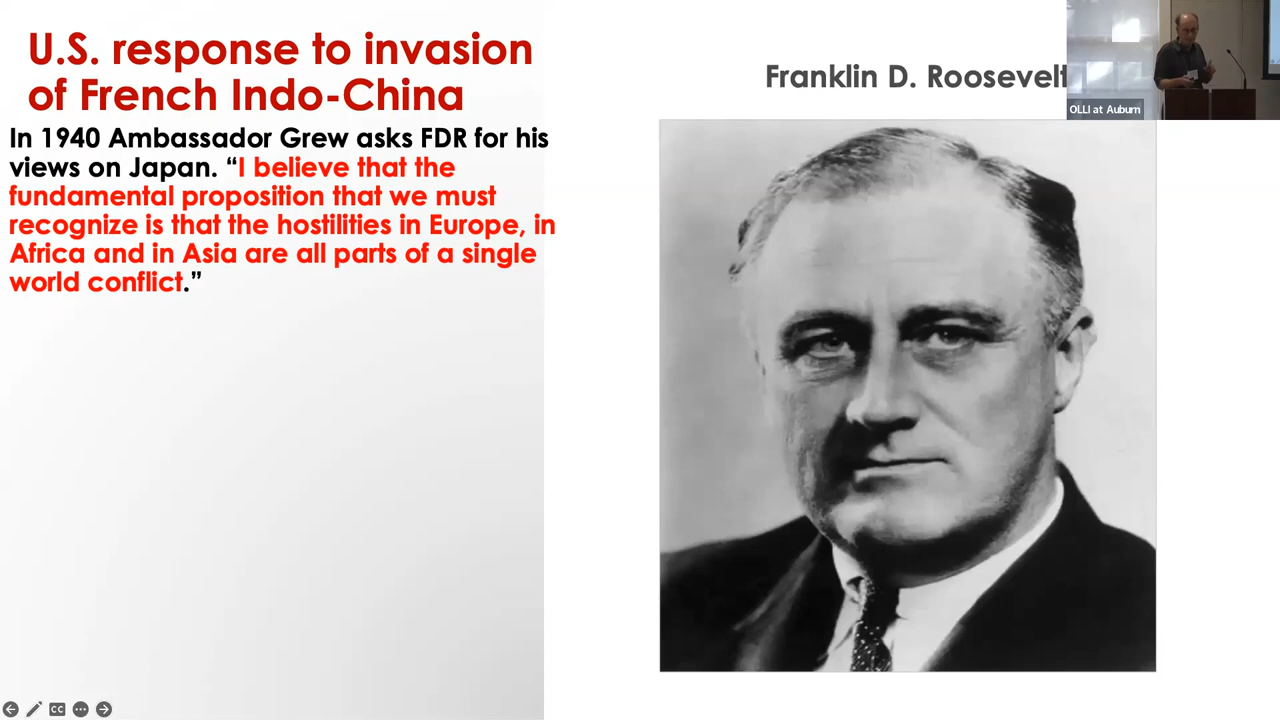 U.S. response to invasion
of French Indo-China
In 1940 Ambassador Grew asks FDR for his
views on Japan. “I believe that the
fundamental proposition that we must
recognize is that the hostilities in Europe, in
Africa and in Asia are all parts of a single
world conflict.”
Franklin D. Roosevelt
OLLI at Auburn
CC